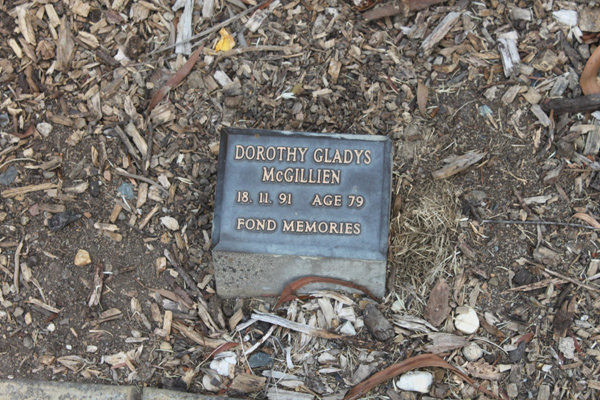 DOROTHY GLADYS
McGILLIEN
18. 11. 91 AGE 79
FOND MEMORIES